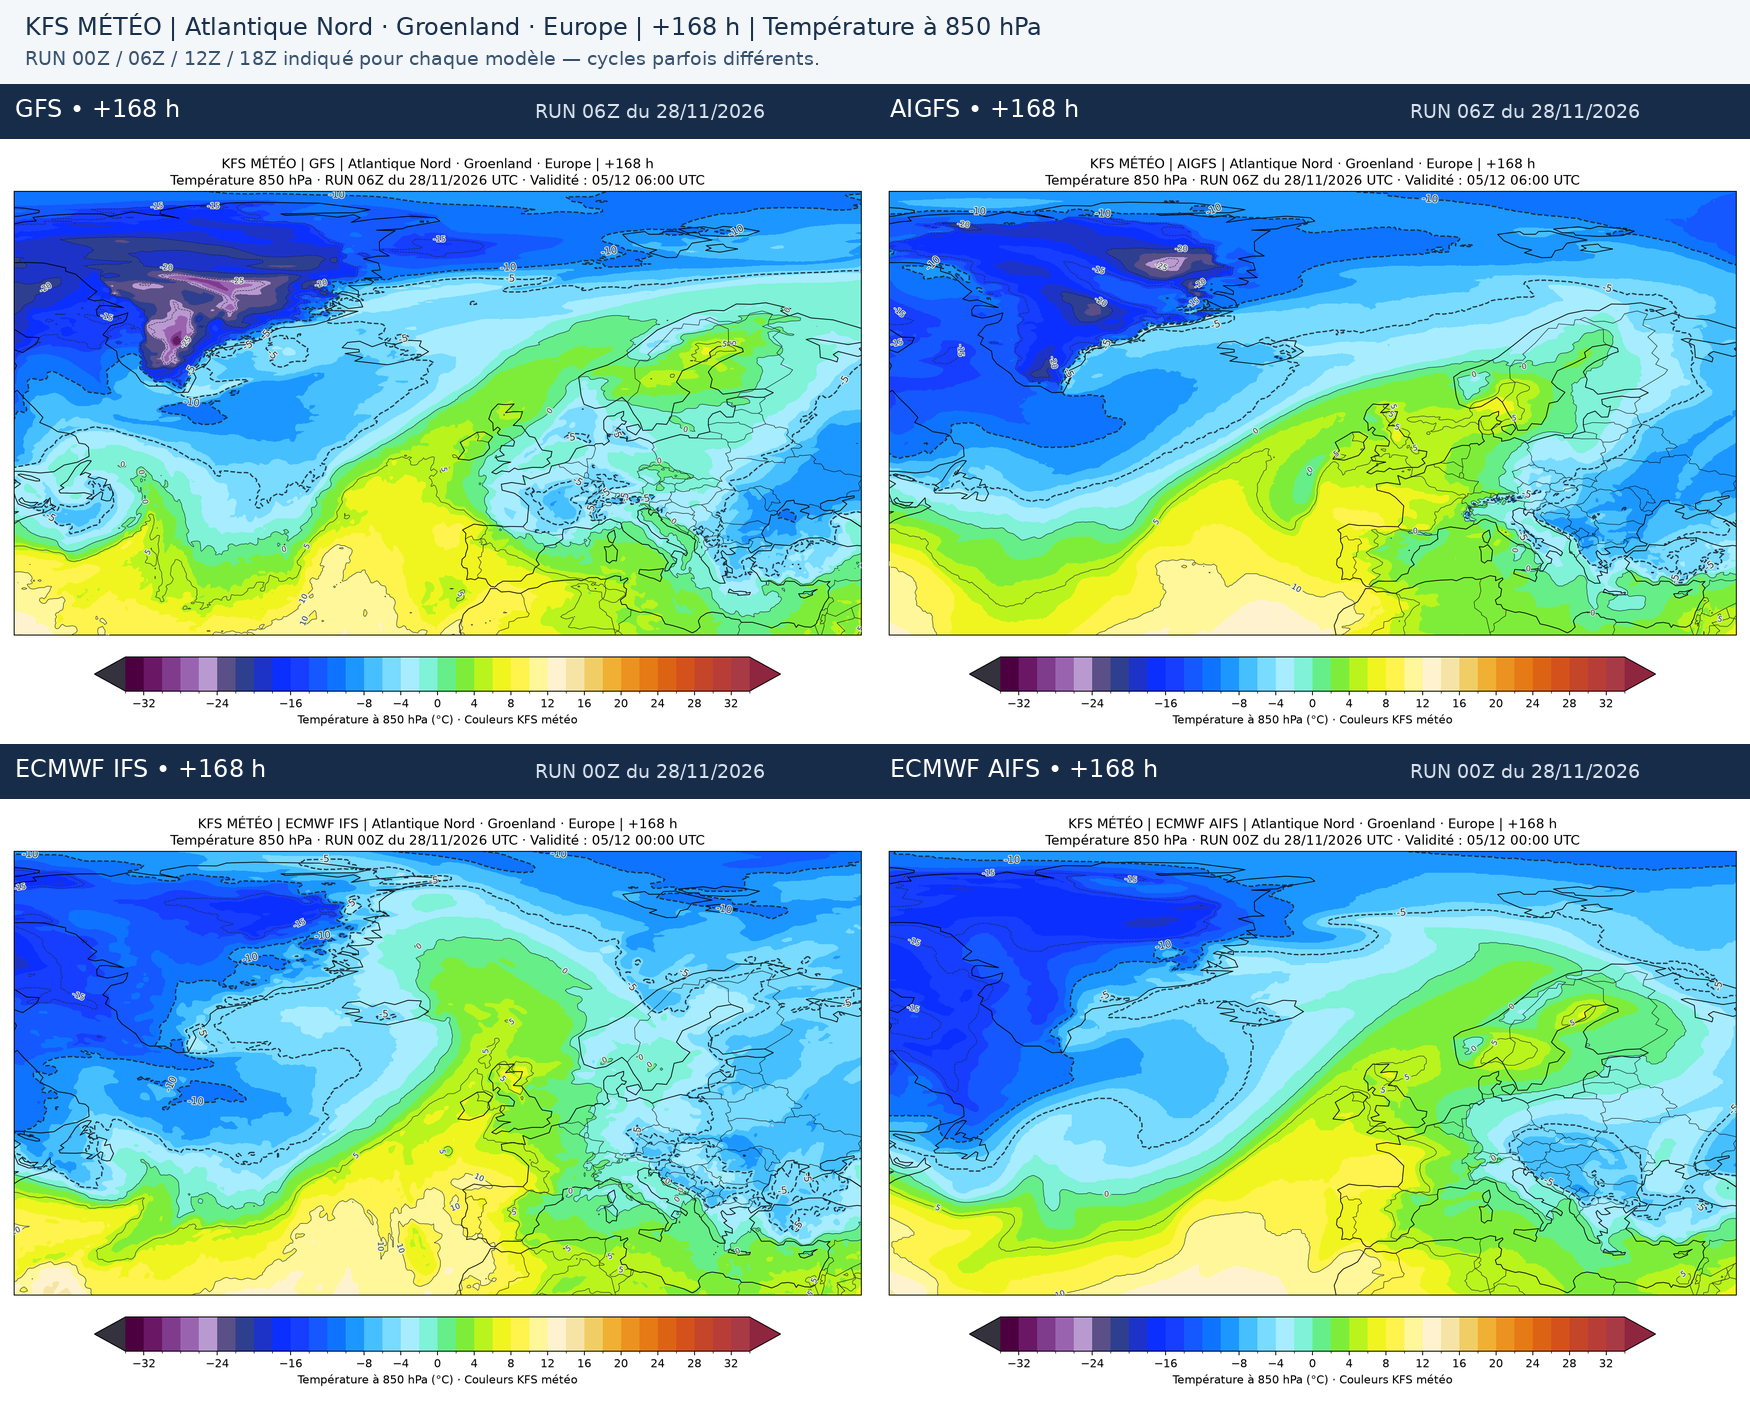 KFS MÉTÉO | Atlantique Nord · Groenland · Europe | +168 h | Température à 850 hPa
RUN 00Z / 06Z / 12Z / 18Z indiqué pour chaque modèle — cycles parfois différents.
GFS • +168 h
RUN 06Z du 28/11/2026
AIGFS • +168 h
RUN 06Z du 28/11/2026
KFS MÉTÉO | GFS | Atlantique Nord · Groenland · Europe | +168 h
Température 850 hPa · RUN 06Z du 28/11/2026 UTC · Validité : 05/12 06:00 UTC
KFS MÉTÉO | AIGFS | Atlantique Nord · Groenland · Europe | +168 h
Température 850 hPa · RUN 06Z du 28/11/2026 UTC · Validité : 05/12 06:00 UTC
−32 −24 −16 −8 −4 0 4 8 12 16 20 24 28 32
Température à 850 hPa (°C) · Couleurs KFS météo
−32 −24 −16 −8 −4 0 4 8 12 16 20 24 28 32
Température à 850 hPa (°C) · Couleurs KFS météo
ECMWF IFS • +168 h
RUN 00Z du 28/11/2026
ECMWF AIFS • +168 h
RUN 00Z du 28/11/2026
KFS MÉTÉO | ECMWF IFS | Atlantique Nord · Groenland · Europe | +168 h
Température 850 hPa · RUN 00Z du 28/11/2026 UTC · Validité : 05/12 00:00 UTC
KFS MÉTÉO | ECMWF AIFS | Atlantique Nord · Groenland · Europe | +168 h
Température 850 hPa · RUN 00Z du 28/11/2026 UTC · Validité : 05/12 00:00 UTC
−32 −24 −16 −8 −4 0 4 8 12 16 20 24 28 32
Température à 850 hPa (°C) · Couleurs KFS météo
−32 −24 −16 −8 −4 0 4 8 12 16 20 24 28 32
Température à 850 hPa (°C) · Couleurs KFS météo